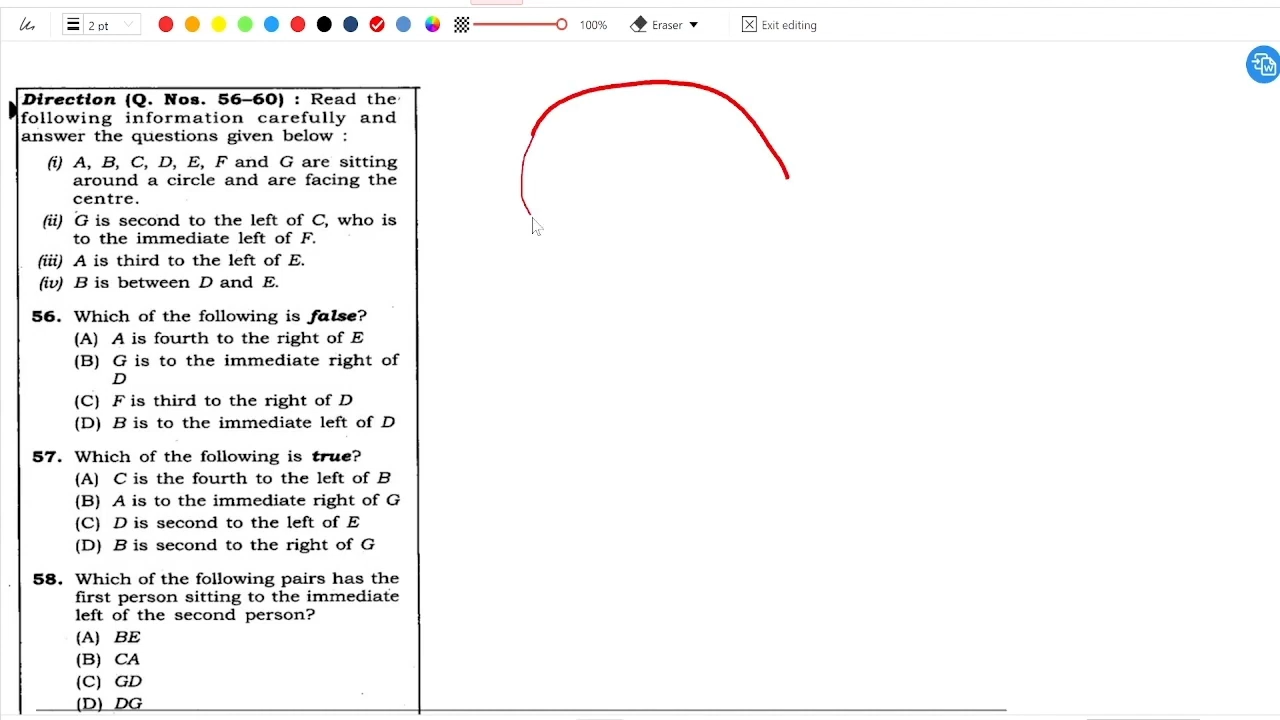 2 pt
100%
Eraser
Exit editing
Direction (Q. Nos. 56–60) : Read the
following information carefully and
answer the questions given below :
(i) A, B, C, D, E, F and G are sitting
around a circle and are facing the
centre.
(ii) G is second to the left of C, who is
to the immediate left of F.
(iii) A is third to the left of E.
(iv) B is between D and E.
56. Which of the following is false?
(A) A is fourth to the right of E
(B) G is to the immediate right of
D
(C) F is third to the right of D
(D) B is to the immediate left of D
57. Which of the following is true?
(A) C is the fourth to the left of B
(B) A is to the immediate right of G
(C) D is second to the left of E
(D) B is second to the right of G
58. Which of the following pairs has the
first person sitting to the immediate
left of the second person?
(A) BE
(B) CA
(C) GD
(D) DG
W